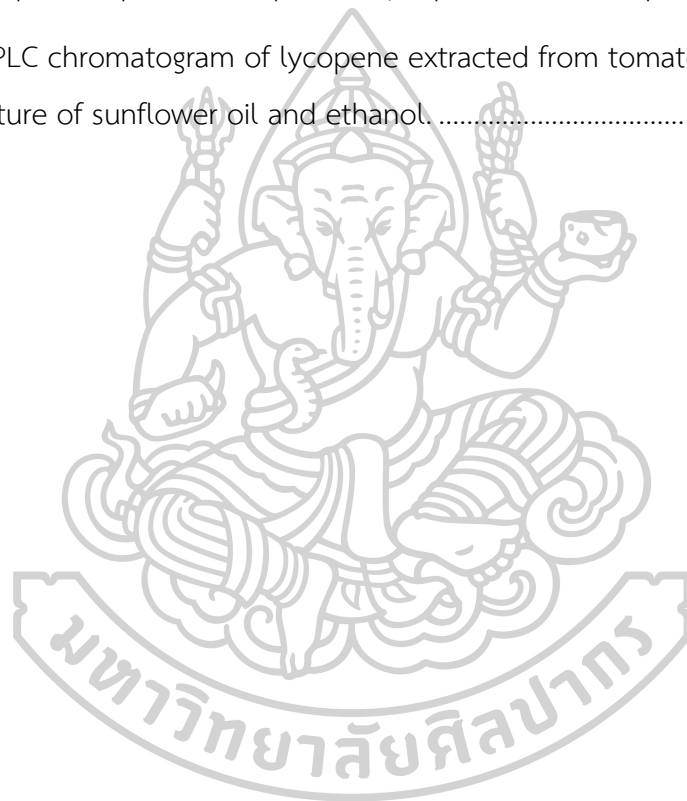 PLC chromatogram of lycopene extracted from tomat
ture of sunflower oil and ethanol. ....................................
มหาวิทยาลัยศิลปากร